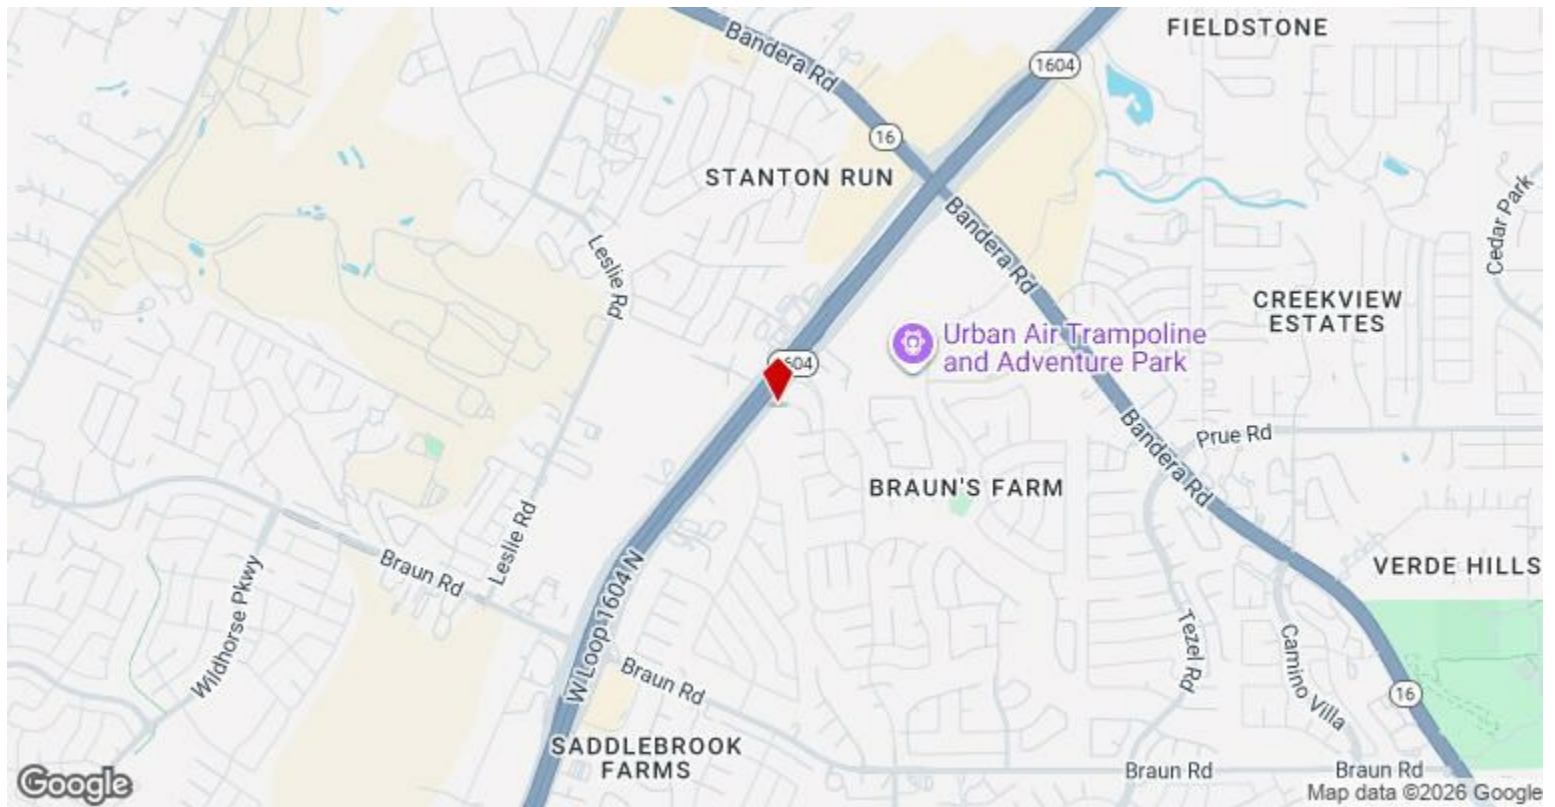 FIELDSTONE
Bandera Rd
1604
16
STANTON RUN
Cedar Park
Bandera Rd
Leslie Rd
CREEKVIEW
ESTATES
Urban Air Trampoline
and Adventure Park
Bandera Rd
Prue Rd
BRAUN'S FARM
Leslie Rd
Braun Rd
W Loop 1604 N
VERDE HILLS
Wildhorse Pkwy
Tezel Rd
Camino Villa
Braun Rd
16
SADDLEBROOK
FARMS
Braun Rd
Braun Rd
Google
Map data ©2026 Google